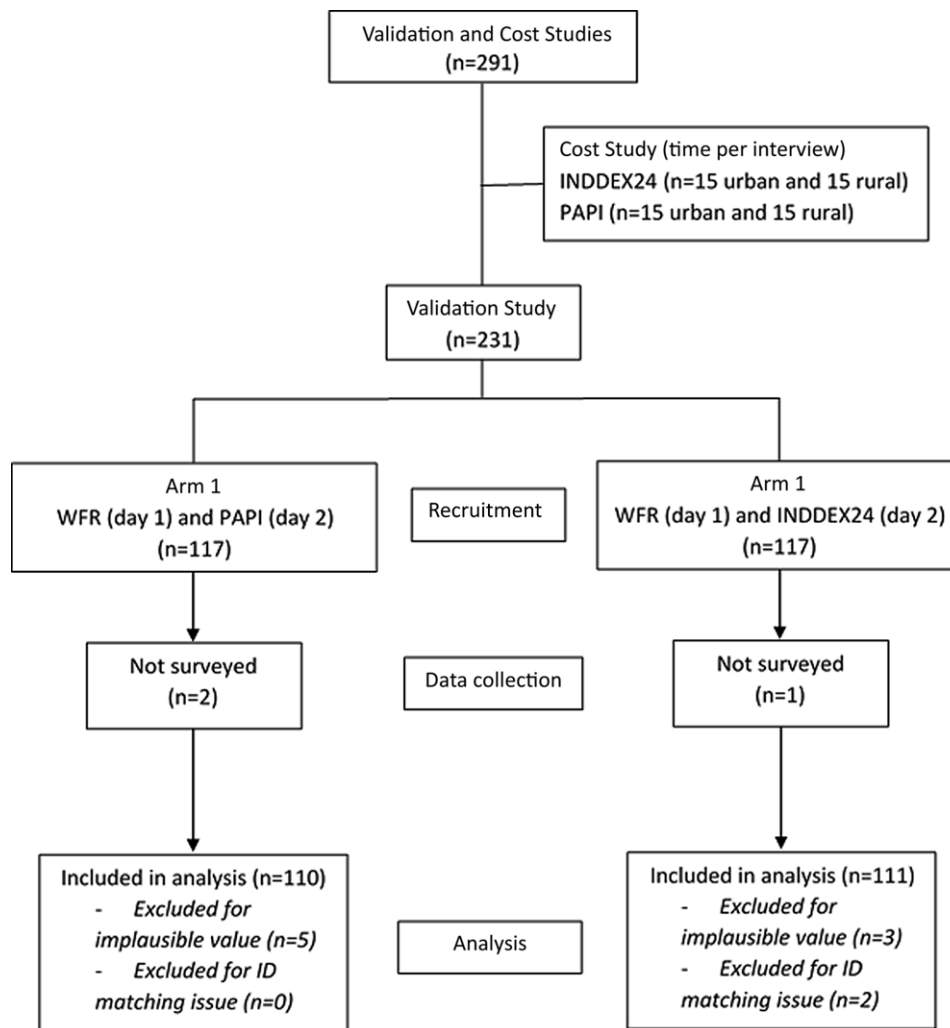 Validation and Cost Studies
(n=291)
Cost Study (time per interview)
INDDEX24 (n=15 urban and 15 rural)
PAPI (n=15 urban and 15 rural)
Validation Study
(n=231)
Arm 1
WFR (day 1) and PAPI (day 2)
(n=117)
Recruitment
Arm 1
WFR (day 1) and INDDEX24 (day 2)
(n=117)
Not surveyed
(n=2)
Data collection
Not surveyed
(n=1)
Included in analysis (n=110)
- Excluded for
implausible value (n=5)
- Excluded for ID
matching issue (n=0)
Analysis
Included in analysis (n=111)
- Excluded for
implausible value (n=3)
- Excluded for ID
matching issue (n=2)